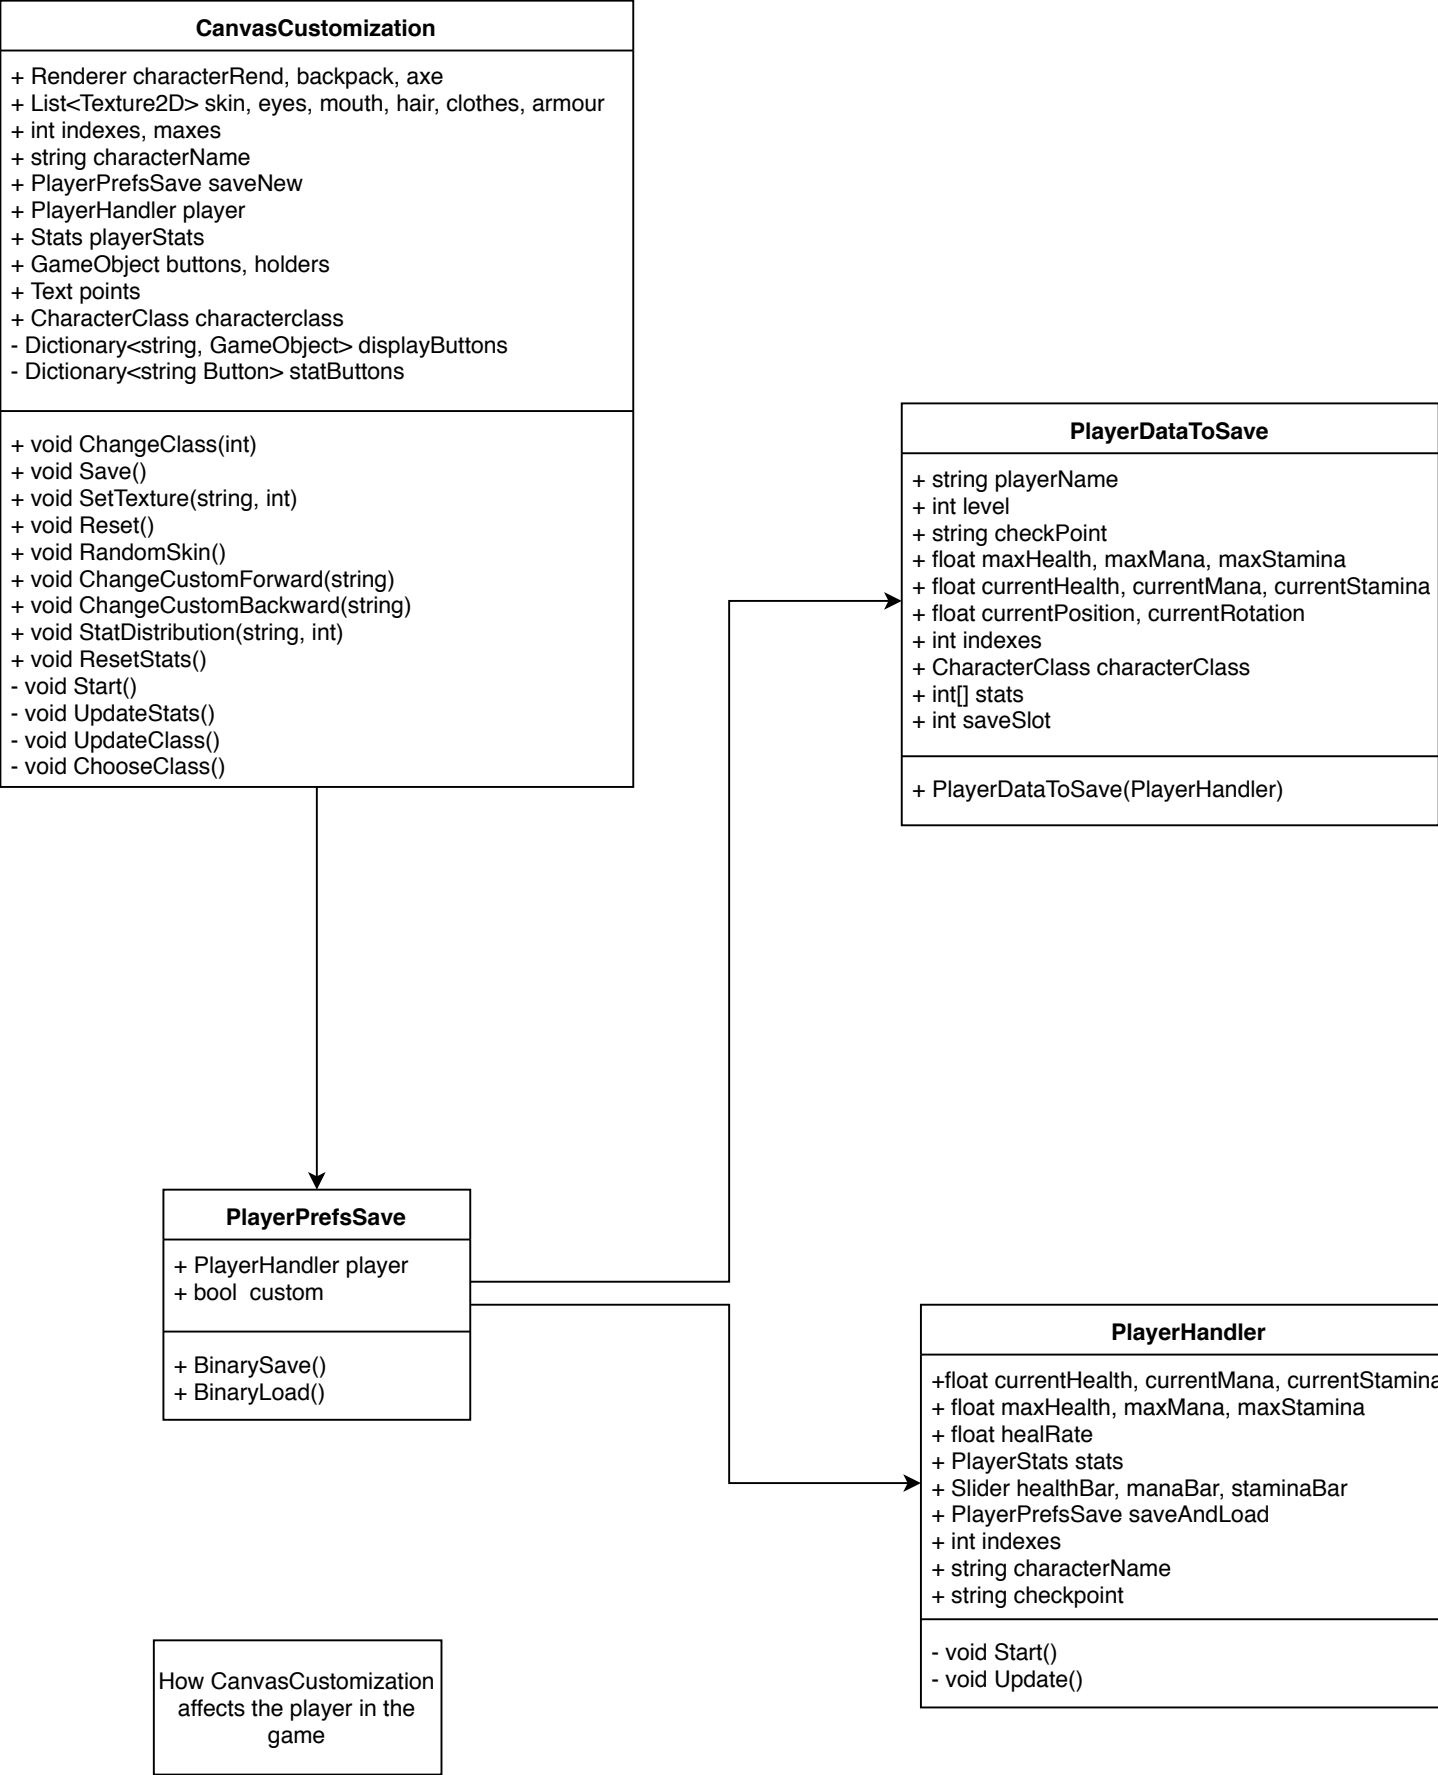 CanvasCustomization
+ Renderer characterRend, backpack, axe
+ List<Texture2D> skin, eyes, mouth, hair, clothes, armour
+ int indexes, maxes
+ string characterName
+ PlayerPrefsSave saveNew
+ PlayerHandler player
+ Stats playerStats
+ GameObject buttons, holders
+ Text points
+ CharacterClass characterclass
- Dictionary<string, GameObject> displayButtons
- Dictionary<string Button> statButtons
+ void ChangeClass(int)
+ void Save()
+ void SetTexture(string, int)
+ void Reset()
+ void RandomSkin()
+ void ChangeCustomForward(string)
+ void ChangeCustomBackward(string)
+ void StatDistribution(string, int)
+ void ResetStats()
- void Start()
- void UpdateStats()
- void UpdateClass()
- void ChooseClass()
PlayerDataToSave
+ string playerName
+ int level
+ string checkPoint
+ float maxHealth, maxMana, maxStamina
+ float currentHealth, currentMana, currentStamina
+ float currentPosition, currentRotation
+ int indexes
+ CharacterClass characterClass
+ int[] stats
+ int saveSlot
+ PlayerDataToSave(PlayerHandler)
PlayerPrefsSave
+ PlayerHandler player
+ bool  custom
+ BinarySave()
+ BinaryLoad()
PlayerHandler
+float currentHealth, currentMana, currentStamina
+ float maxHealth, maxMana, maxStamina
+ float healRate
+ PlayerStats stats
+ Slider healthBar, manaBar, staminaBar
+ PlayerPrefsSave saveAndLoad
+ int indexes
+ string characterName
+ string checkpoint
- void Start()
- void Update()
How CanvasCustomization
affects the player in the
game